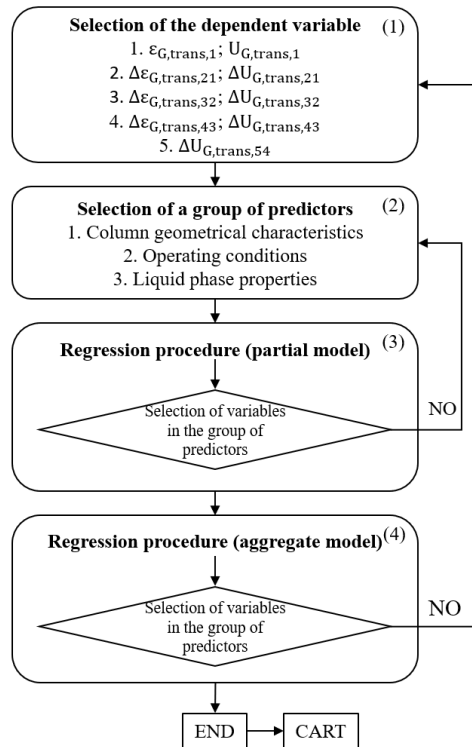 Selection of the dependent variable (1)
1. ε_G,trans,1; U_G,trans,1
2. Δε_G,trans,21; ΔU_G,trans,21
3. Δε_G,trans,32; ΔU_G,trans,32
4. Δε_G,trans,43; ΔU_G,trans,43
5. ΔU_G,trans,54
Selection of a group of predictors (2)
1. Column geometrical characteristics
2. Operating conditions
3. Liquid phase properties
Regression procedure (partial model) (3)
Selection of variables
in the group of
predictors
NO
Regression procedure (aggregate model) (4)
Selection of variables
in the group of
predictors
NO
END
CART